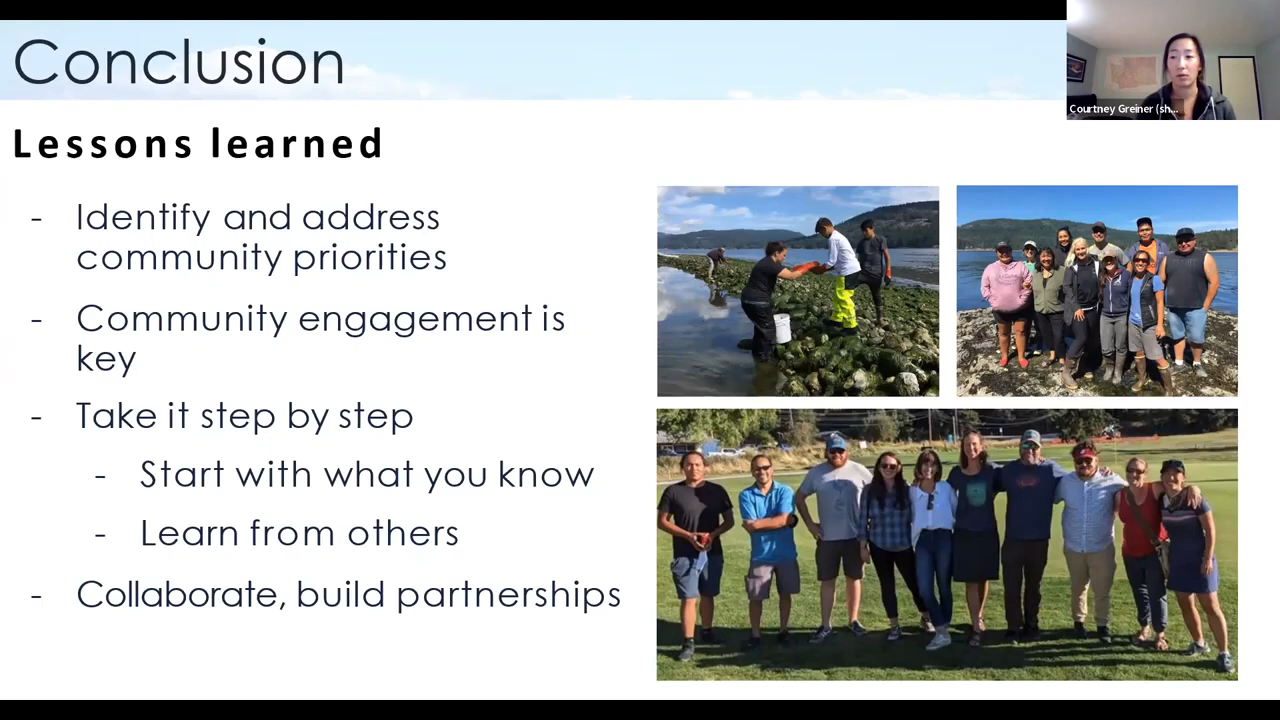 Conclusion
Courtney Greiner (sh...
Lessons learned
- Identify and address
community priorities
- Community engagement is
key
- Take it step by step
- Start with what you know
- Learn from others
- Collaborate, build partnerships